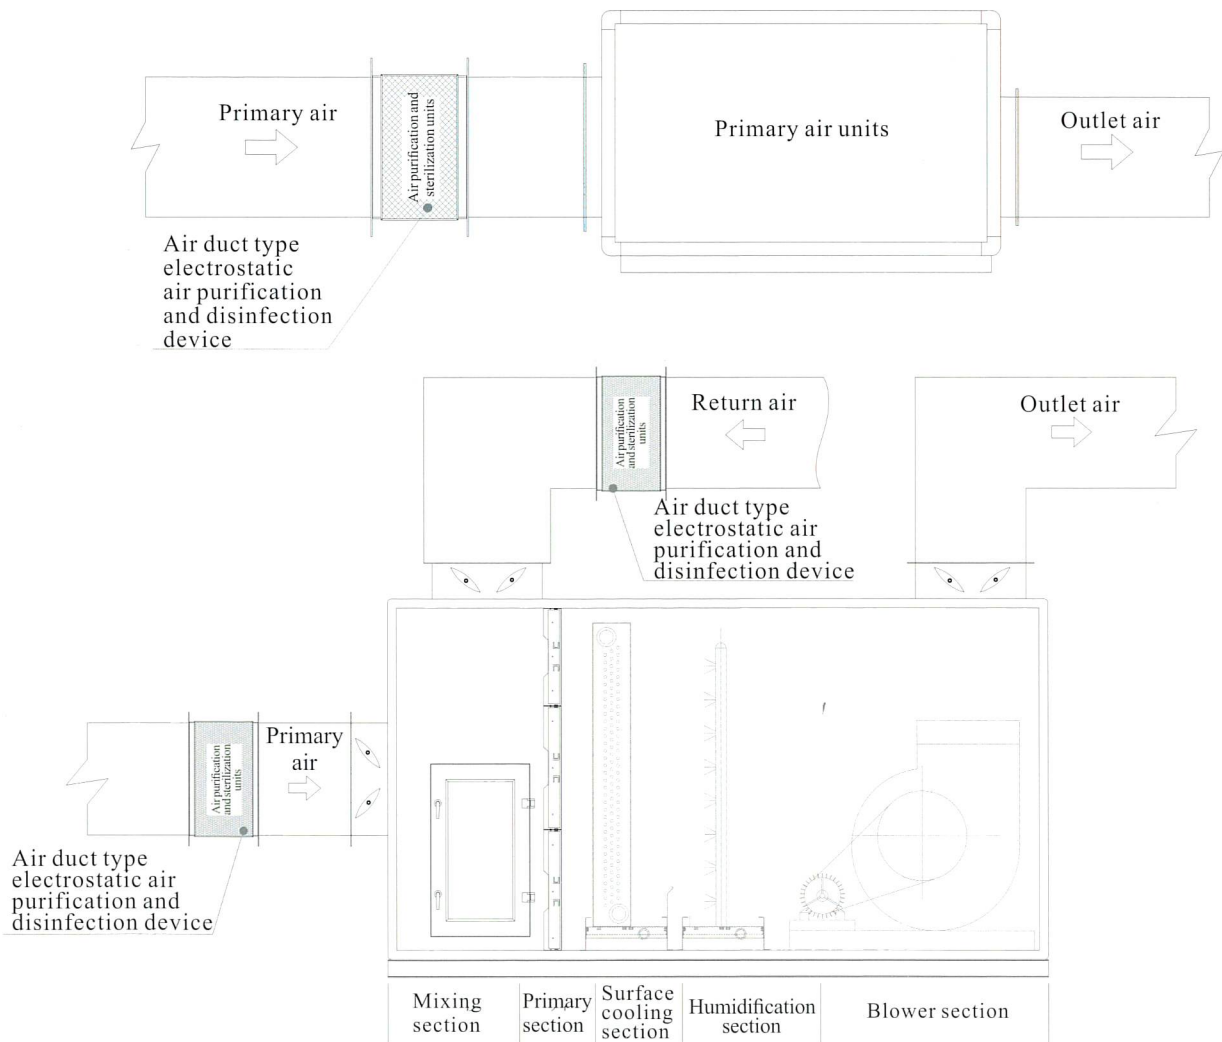 Primary air
Air purification and
sterilization units
Primary air units
Outlet air
Air duct type
electrostatic
air purification
and disinfection
device
Return air
Air purification
and sterilization
units
Outlet air
Air duct type
electrostatic air
purification and
disinfection device
Primary
air
Air purification
and sterilization
units
Air duct type
electrostatic air
purification and
disinfection device
Mixing
section
Primary
section
Surface
cooling
section
Humidification
section
Blower section